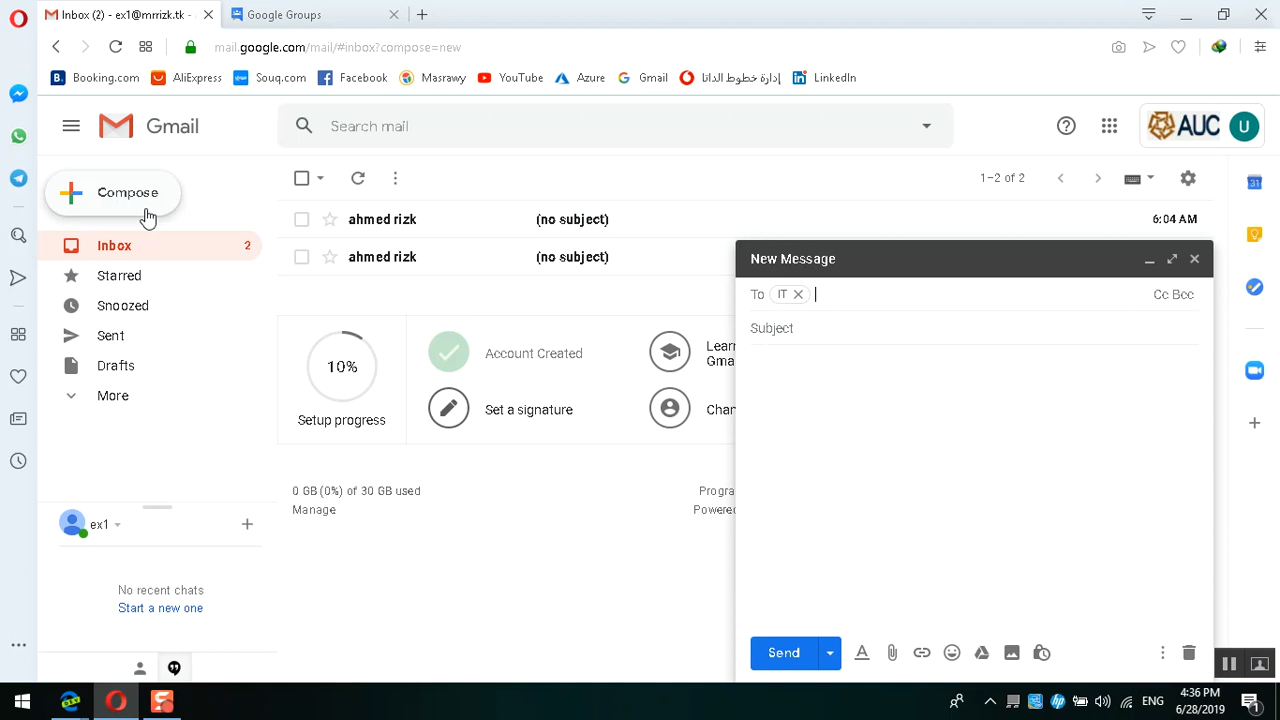 Inbox (2) - ex1@mrrizk.tk -
Google Groups
mail.google.com/mail/#inbox?compose=new
Booking.com
AliExpress
Souq.com
Facebook
Masrawy
YouTube
Azure
Gmail
إدارة خطوط الداتا
LinkedIn
Gmail
Search mail
AUC
U
Compose
1–2 of 2
ahmed rizk (no subject) 6:04 AM
ahmed rizk (no subject)
Inbox 2
Starred
Snoozed
Sent
Drafts
More
10%
Setup progress
Account Created
Set a signature
Learn
Gma
Chan
0 GB (0%) of 30 GB used
Manage
Progra
Powered
New Message
To IT Cc Bcc
Subject
Send
ex1
No recent chats
Start a new one
31
ENG
4:36 PM
6/28/2019
1